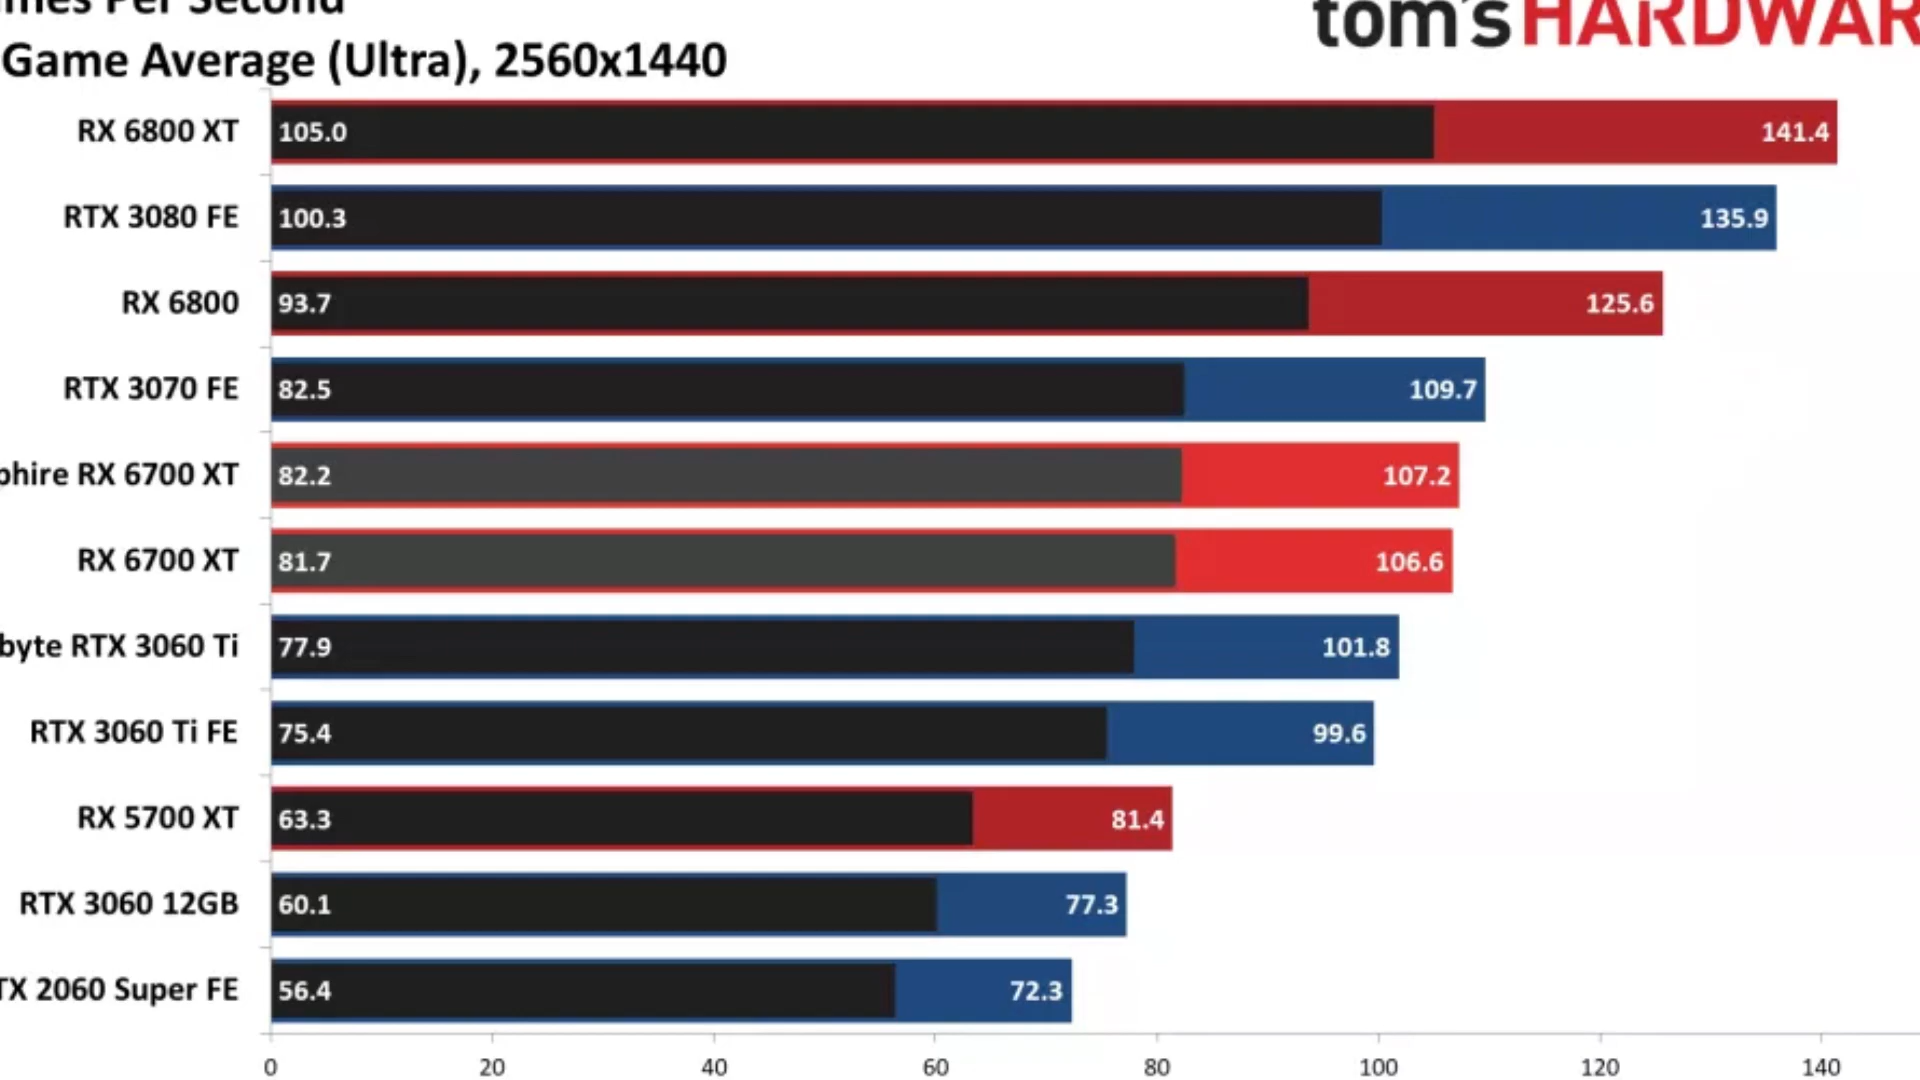 Per Second
Game Average (Ultra), 2560x1440
tom's HARDWAR
RX 6800 XT 105.0 141.4
RTX 3080 FE 100.3 135.9
RX 6800 93.7 125.6
RTX 3070 FE 82.5 109.7
phire RX 6700 XT 82.2 107.2
RX 6700 XT 81.7 106.6
byte RTX 3060 Ti 77.9 101.8
RTX 3060 Ti FE 75.4 99.6
RX 5700 XT 63.3 81.4
RTX 3060 12GB 60.1 77.3
TX 2060 Super FE 56.4 72.3
0 20 40 60 80 100 120 140